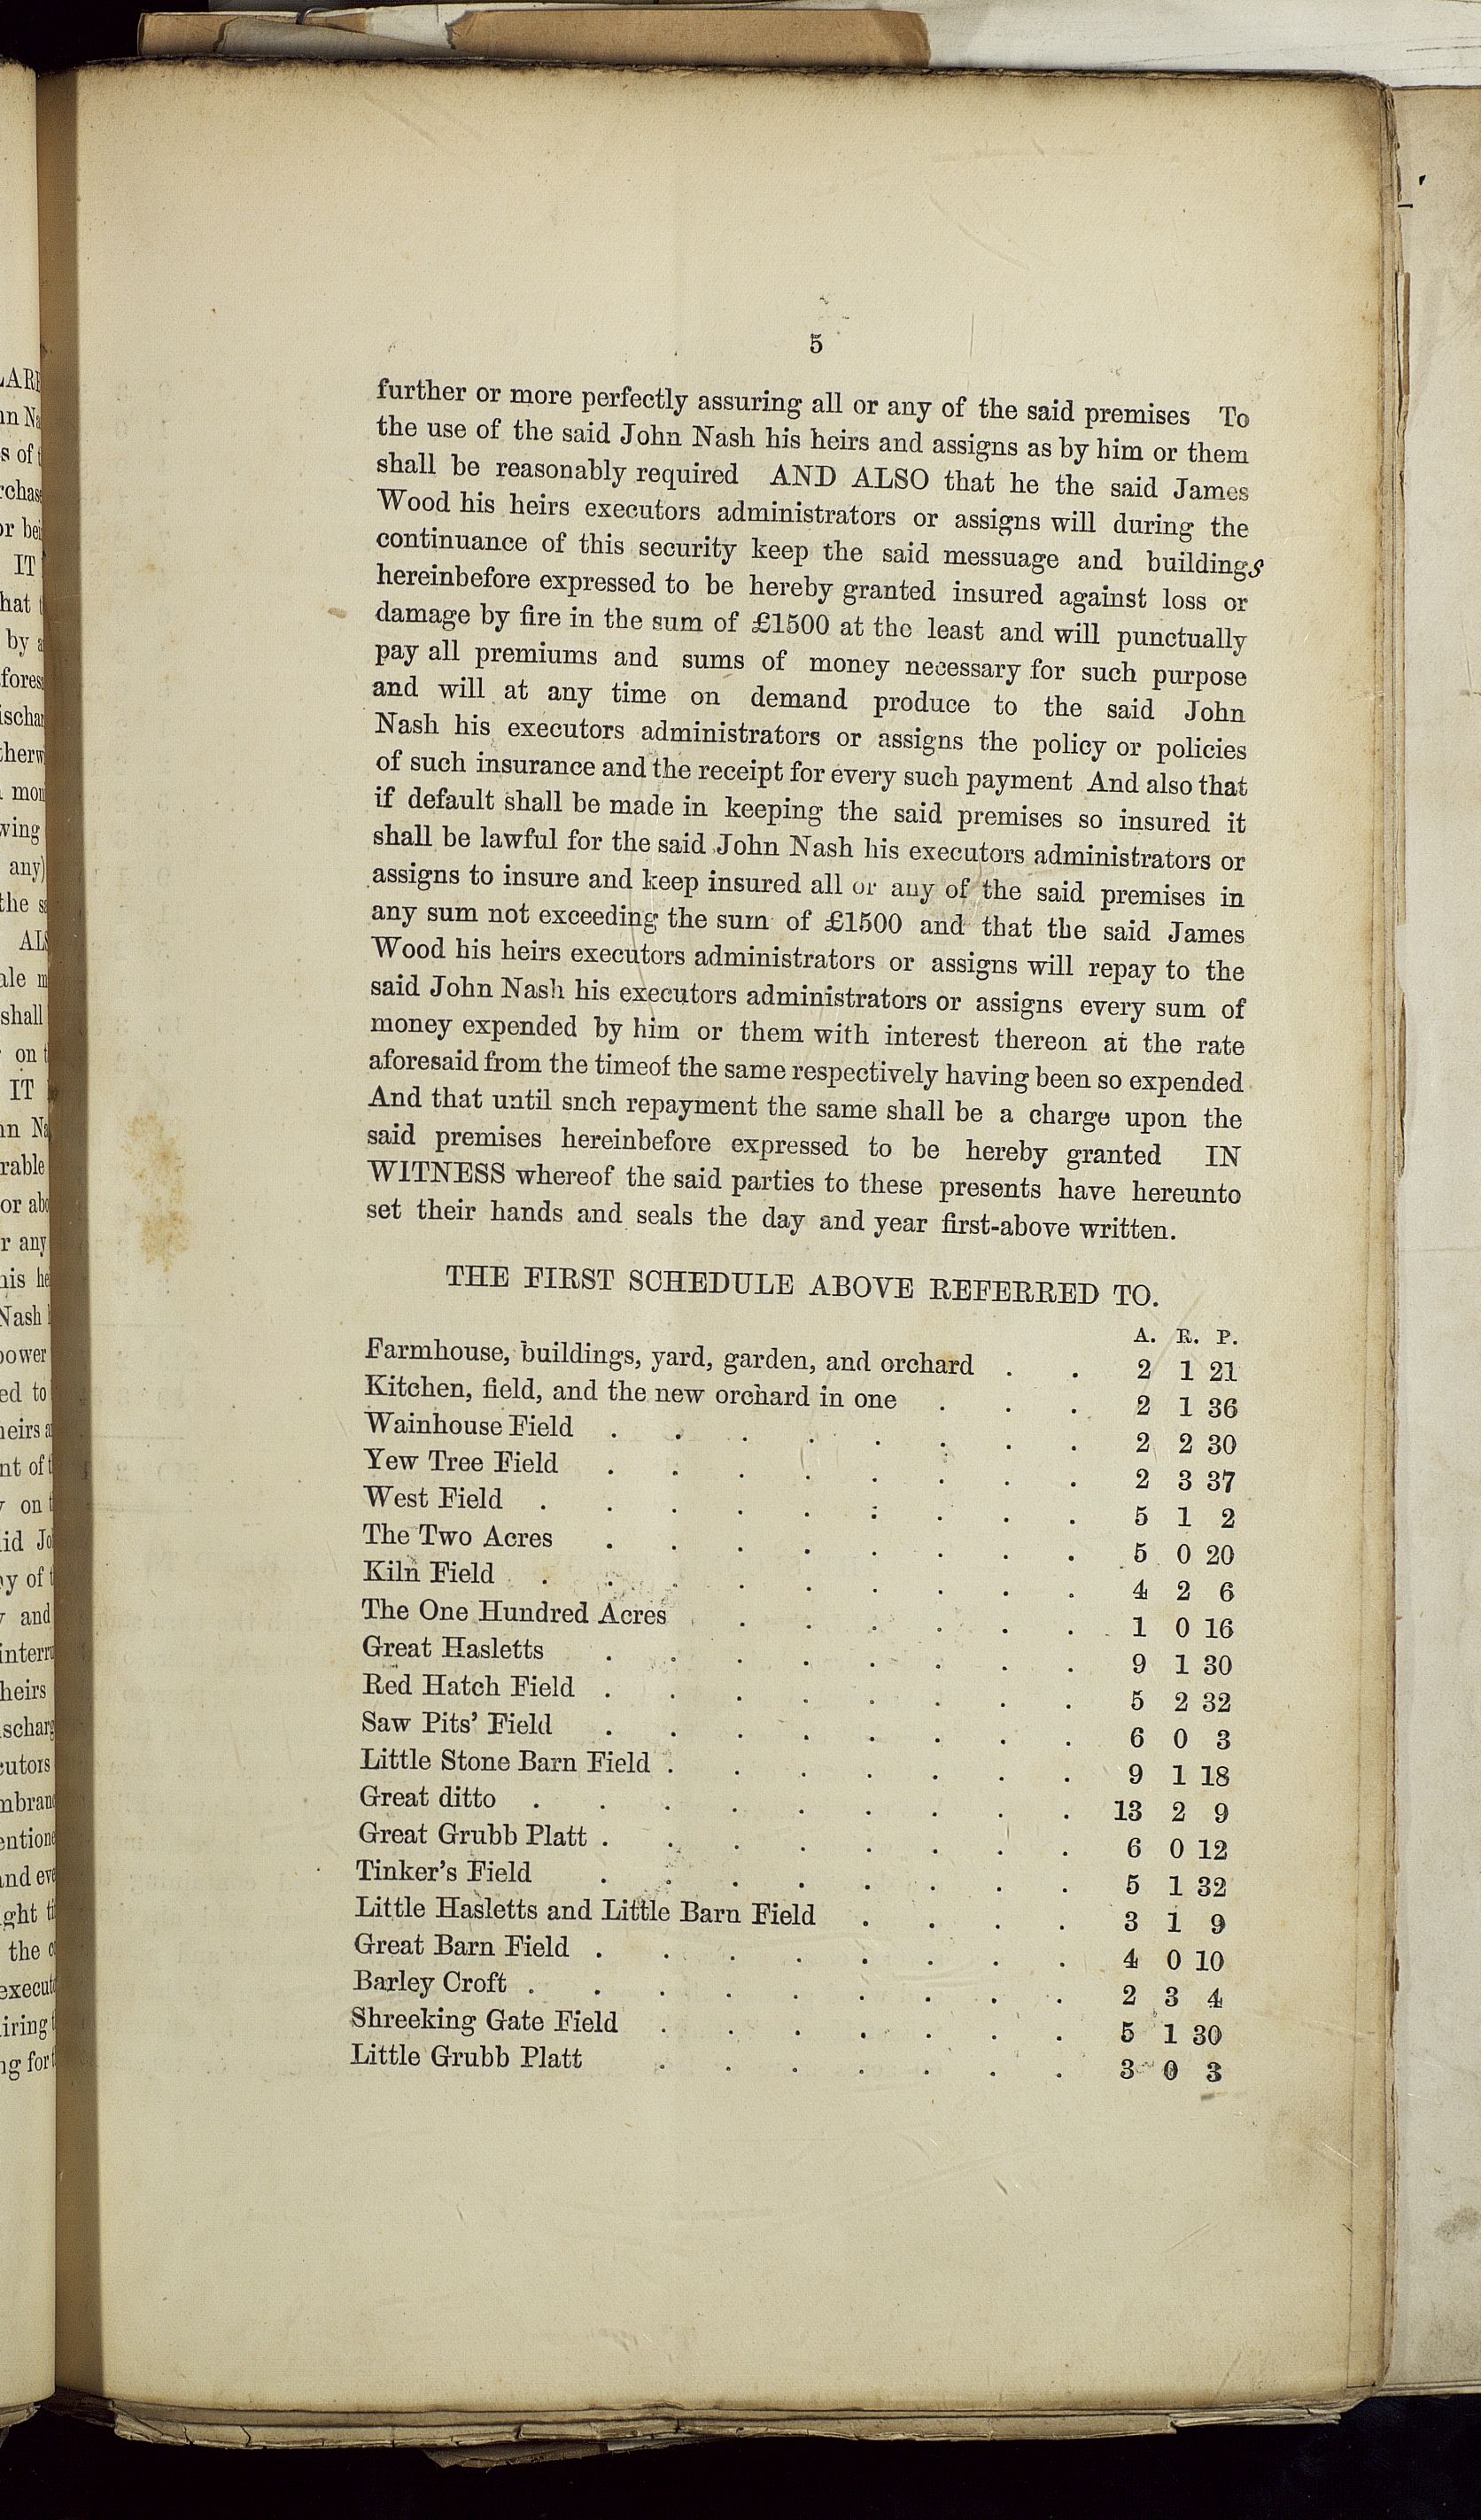 5
further or more perfectly assuring all or any of the said premises To
the use of the said John Nash his heirs and assigns as by him or them
shall be reasonably required AND ALSO that he the said James
Wood his heirs executors administrators or assigns will during the
continuance of this security keep the said messuage and buildings
hereinbefore expressed to be hereby granted insured against loss or
damage by fire in the sum of £1500 at the least and will punctually
pay all premiums and sums of money necessary for such purpose
and will at any time on demand produce to the said John
Nash his executors administrators or assigns the policy or policies
of such insurance and the receipt for every such payment And also that
if default shall be made in keeping the said premises so insured it
shall be lawful for the said John Nash his executors administrators or
assigns to insure and keep insured all or any of the said premises in
any sum not exceeding the sum of £1500 and that the said James
Wood his heirs executors administrators or assigns will repay to the
said John Nash his executors administrators or assigns every sum of
money expended by him or them with interest thereon at the rate
aforesaid from the timeof the same respectively having been so expended
And that until snch repayment the same shall be a charge upon the
said premises hereinbefore expressed to be hereby granted IN
WITNESS whereof the said parties to these presents have hereunto
set their hands and seals the day and year first-above written.
THE FIRST SCHEDULE ABOVE REFERRED TO.
A. R. P.
Farmhouse, buildings, yard, garden, and orchard . . 2 1 21
Kitchen, field, and the new orchard in one . . . 2 1 36
Wainhouse Field . . . . . . . . 2 2 30
Yew Tree Field . . . . . . . . 2 3 37
West Field . . . . . . . . . 5 1 2
The Two Acres . . . . . . . . 5 0 20
Kiln Field . . . . . . . . . 4 2 6
The One Hundred Acres . . . . . . 1 0 16
Great Hasletts . . . . . . . . 9 1 30
Red Hatch Field . . . . . . . . 5 2 32
Saw Pits' Field . . . . . . . . 6 0 3
Little Stone Barn Field . . . . . . . 9 1 18
Great ditto . . . . . . . . . 13 2 9
Great Grubb Platt . . . . . . . . 6 0 12
Tinker's Field . . . . . . . . 5 1 32
Little Hasletts and Little Barn Field . . . . 3 1 9
Great Barn Field . . . . . . . . 4 0 10
Barley Croft . . . . . . . . . 2 3 4
Shreeking Gate Field . . . . . . . 5 1 30
Little Grubb Platt . . . . . . . 3 0 3